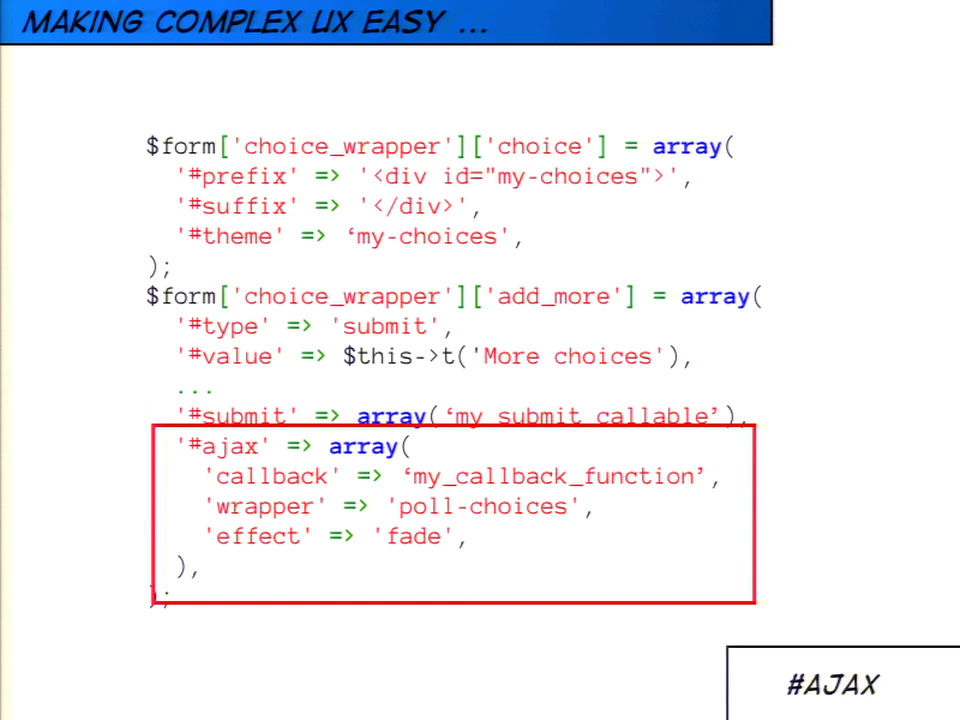 MAKING COMPLEX UX EASY ...
$form['choice_wrapper']['choice'] = array(
'#prefix' => '<div id="my-choices">',
'#suffix' => '</div>',
'#theme' => ‘my-choices',
);
$form['choice_wrapper']['add_more'] = array(
'#type' => 'submit',
'#value' => $this->t('More choices'),
...
'#submit' => array(‘my_submit_callable’),
'#ajax' => array(
'callback' => ‘my_callback_function’,
'wrapper' => 'poll-choices',
'effect' => 'fade',
),
);
#AJAX